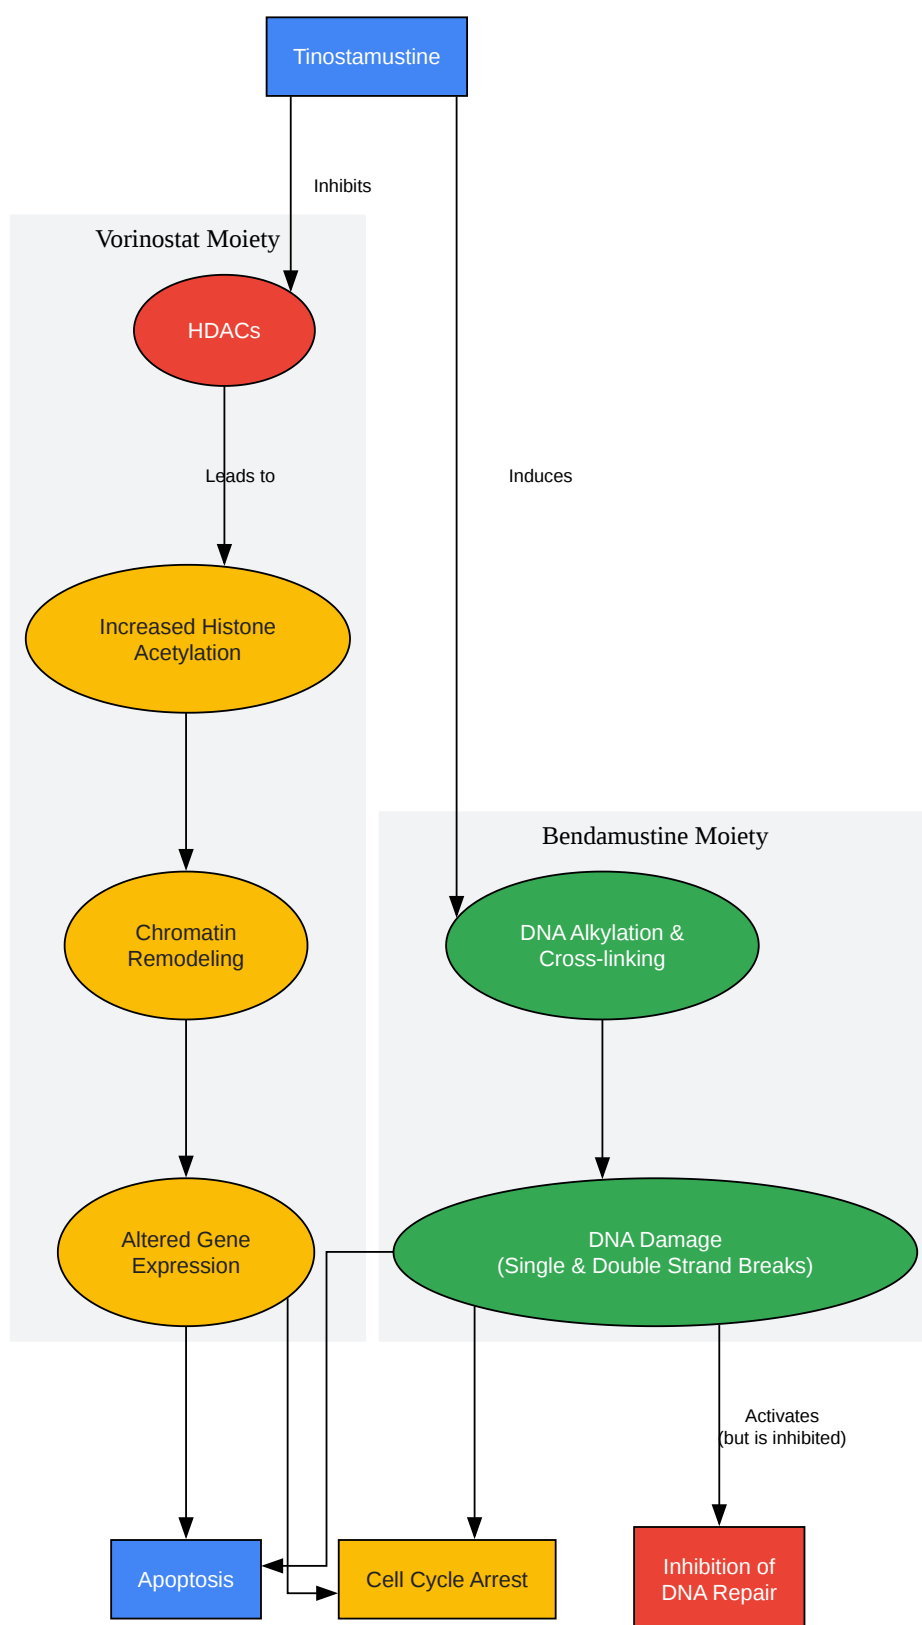 Tinostamustine
Inhibits
Vorinostat Moiety
HDACs
Leads to
Induces
Increased Histone
Acetylation
Bendamustine Moiety
Chromatin
Remodeling
DNA Alkylation &
Cross-linking
Altered Gene
Expression
DNA Damage
(Single & Double Strand Breaks)
Activates
(but is inhibited)
Apoptosis
Cell Cycle Arrest
Inhibition of
DNA Repair